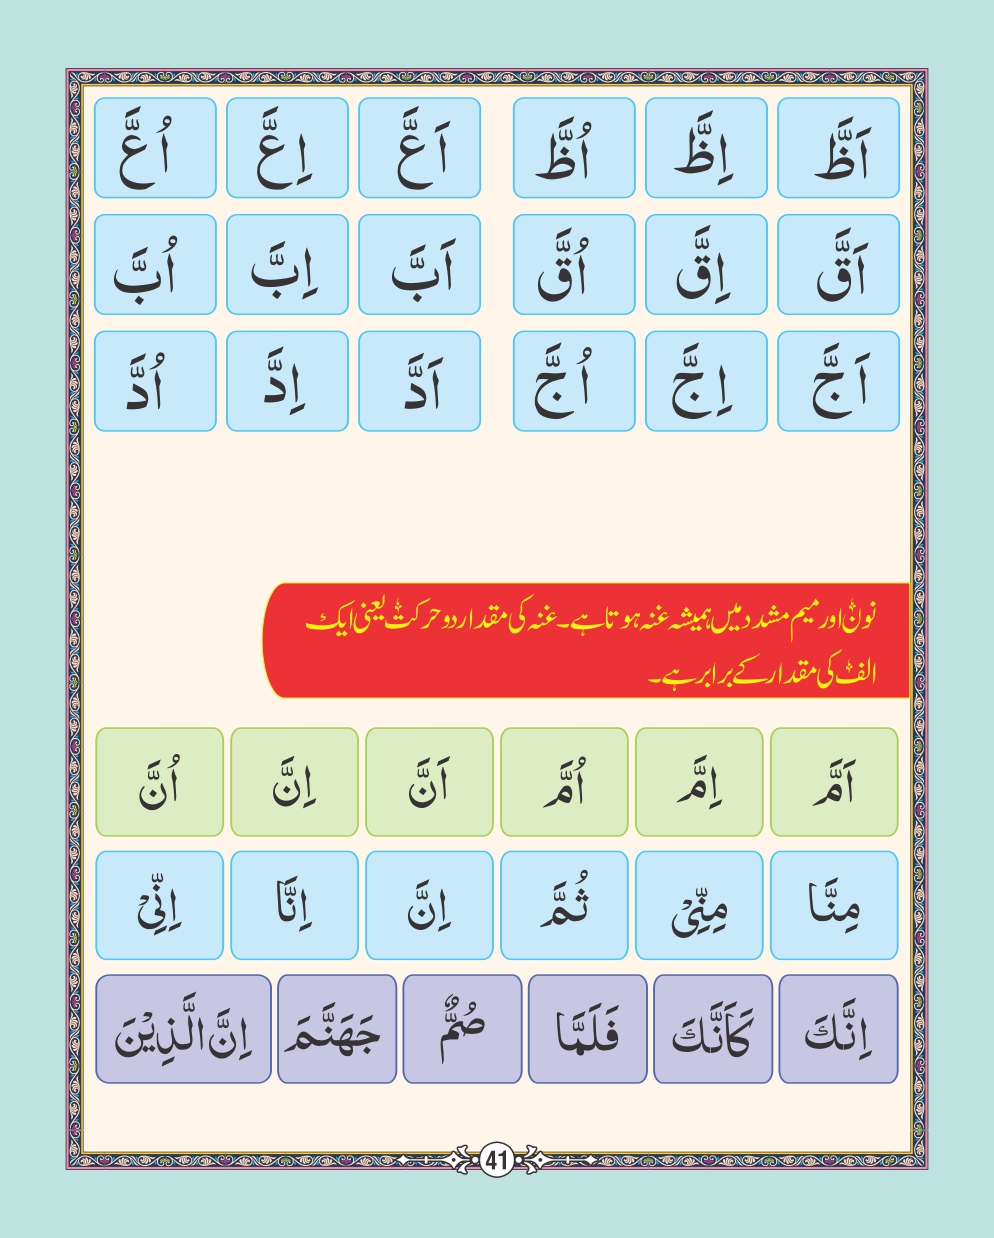 اَظَّ اِظَّ اُظَّ اَعَّ اِعَّ اُعَّ
اَقَّ اِقَّ اُقَّ اَبَّ اِبَّ اُبَّ
اَجَّ اِجَّ اُجَّ اَدَّ اِدَّ اُدَّ
نون اور میم مشدد میں ہمیشہ غنہ ہوتا ہے۔ غنہ کی مقدار دو حرکت یعنی ایک
الف کی مقدار کے برابر ہے۔
اَمَّ اِمَّ اُمَّ اَنَّ اِنَّ اُنَّ
مِنَّا مِنِّىْ ثُمَّ اِنَّ اِنَّا اِنِّىْ
اِنَّكَ كَاَنَّكَ فَلَمَّا صُمٌّ جَهَنَّمَ اِنَّ الَّذِيْنَ
41